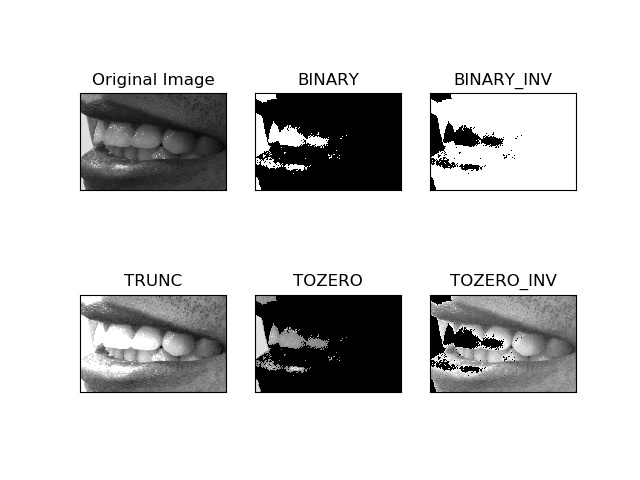 Original Image
BINARY
BINARY_INV
TRUNC
TOZERO
TOZERO_INV